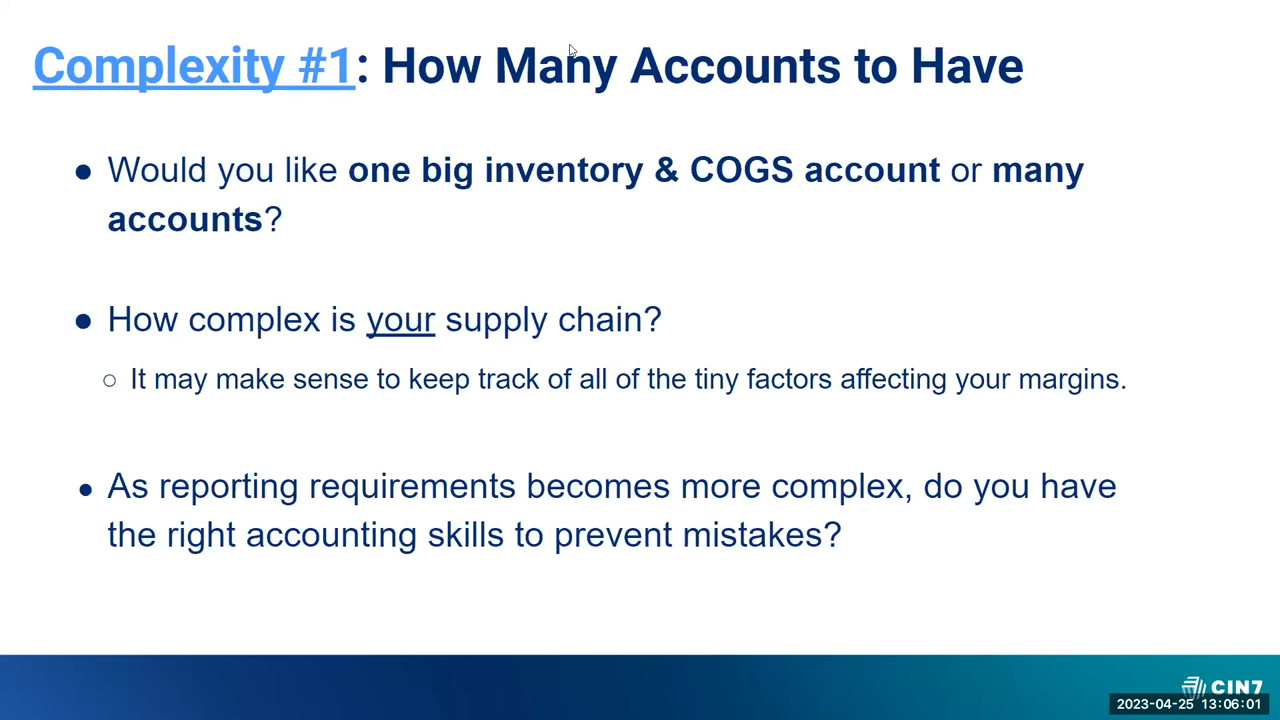 Complexity #1: How Many Accounts to Have
● Would you like one big inventory & COGS account or many
accounts?
● How complex is your supply chain?
○ It may make sense to keep track of all of the tiny factors affecting your margins.
● As reporting requirements becomes more complex, do you have
the right accounting skills to prevent mistakes?
CIN7
2023-04-25 13:06:01